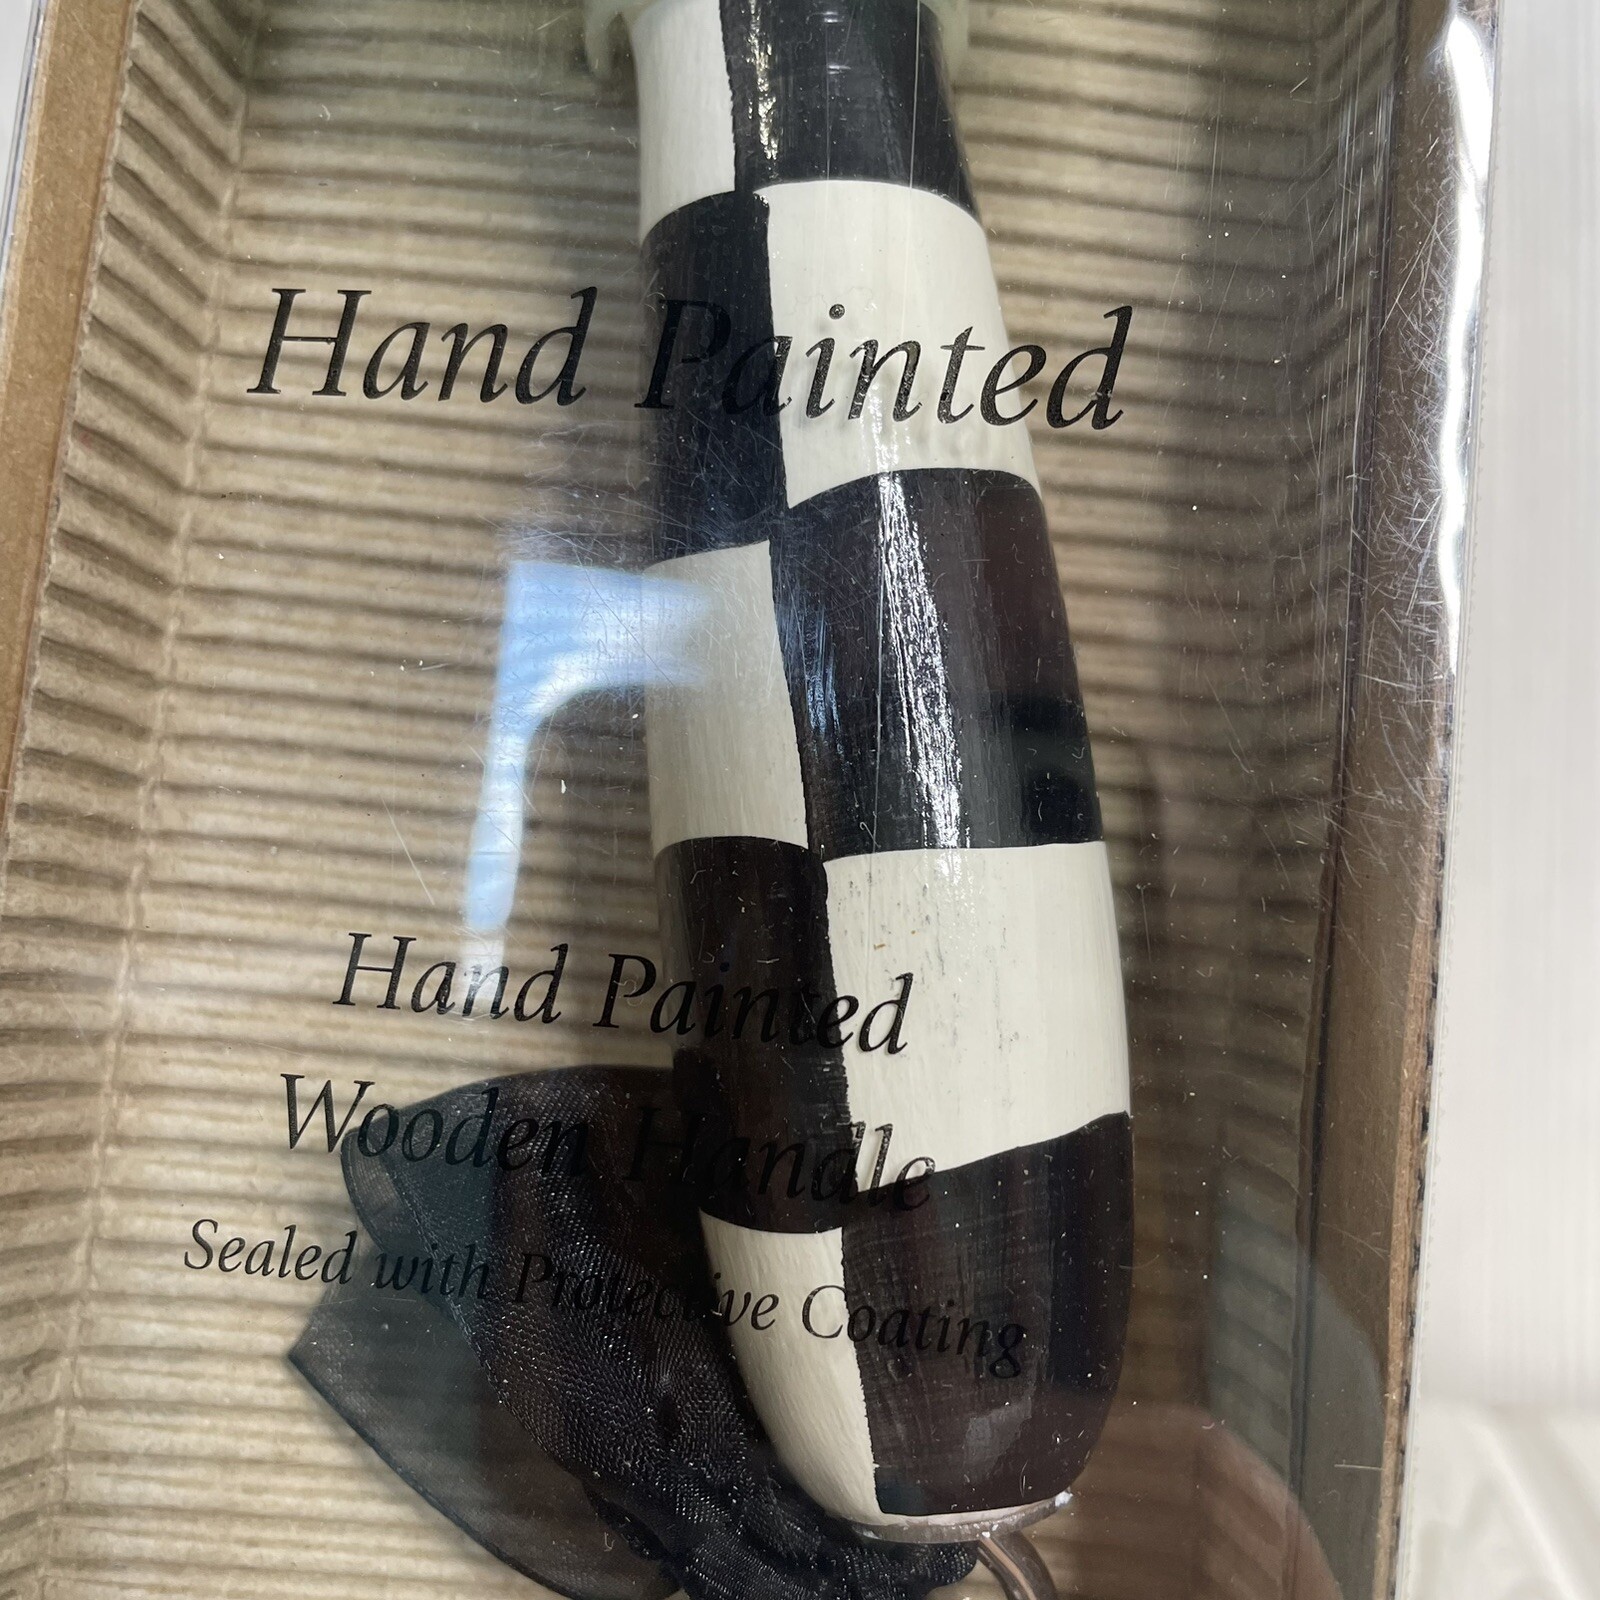 Hand Painted
Hand Painted
Wooden Handle
Sealed with Protective Coating